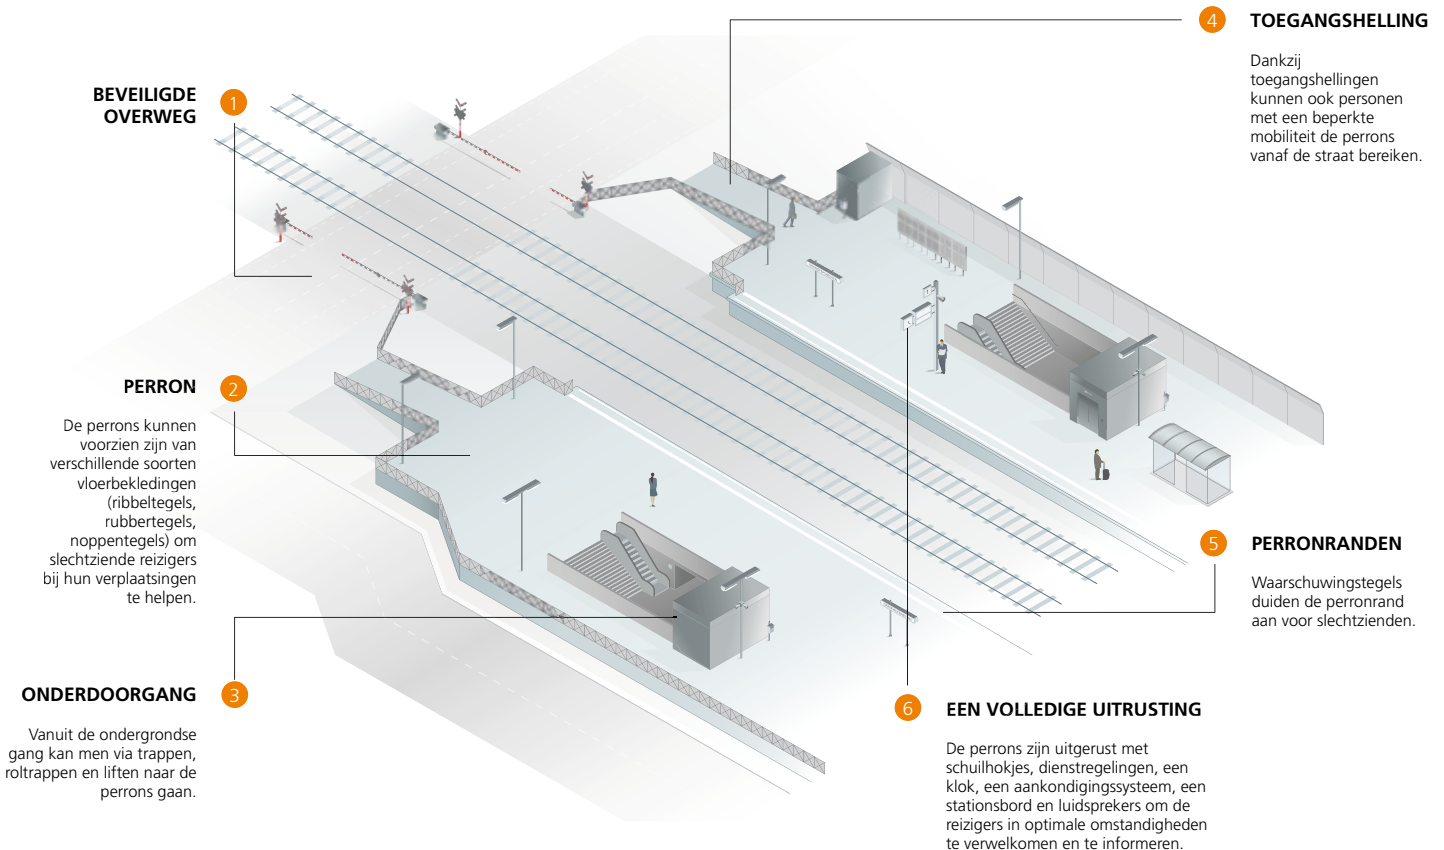 1
BEVEILIGDE
OVERWEG
2
PERRON
De perrons kunnen
voorzien zijn van
verschillende soorten
vloerbekledingen
(ribbeltegels,
rubbertegels,
noppentegels) om
slechtziende reizigers
bij hun verplaatsingen
te helpen.
3
ONDERDOORGANG
Vanuit de ondergrondse
gang kan men via trappen,
roltrappen en liften naar de
perrons gaan.
4
TOEGANGSHELLING
Dankzij
toegangshellingen
kunnen ook personen
met een beperkte
mobiliteit de perrons
vanaf de straat bereiken.
5
PERRONRANDEN
Waarschuwingstegels
duiden de perronrand
aan voor slechtzienden.
6
EEN VOLLEDIGE UITRUSTING
De perrons zijn uitgerust met
schuilhokjes, dienstregelingen, een
klok, een aankondigingssysteem, een
stationsbord en luidsprekers om de
reizigers in optimale omstandigheden
te verwelkomen en te informeren.